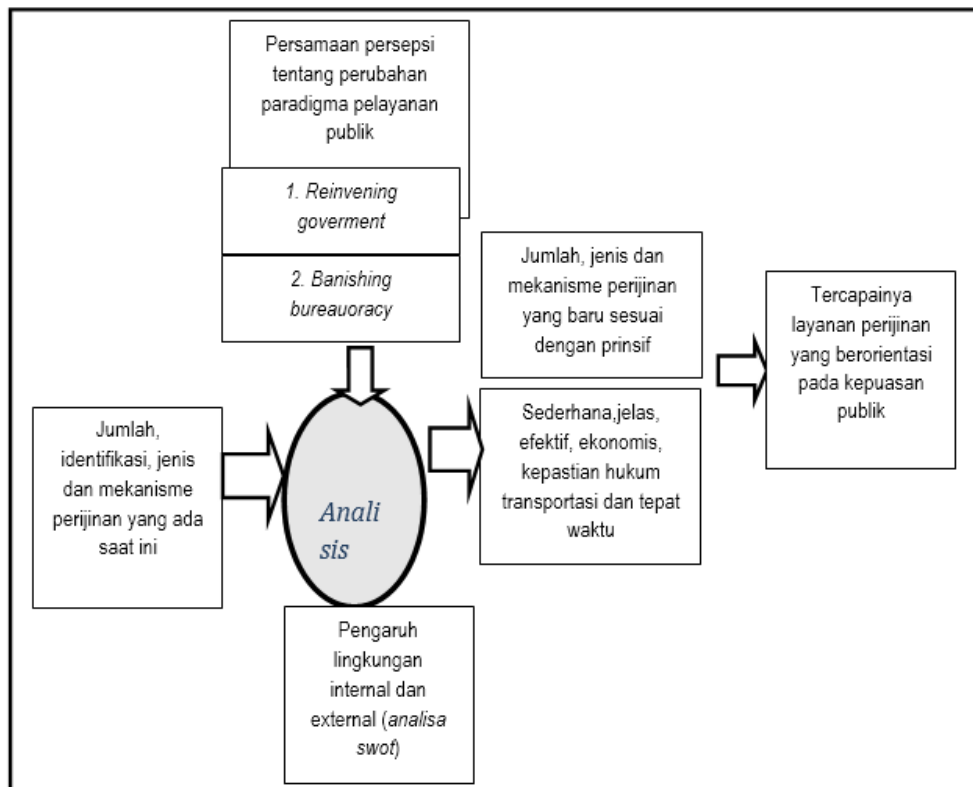 Persamaan persepsi
tentang perubahan
paradigma pelayanan
publik
1. Reinvening
goverment
2. Banishing
bureauoracy
Jumlah,
identifikasi, jenis
dan mekanisme
perijinan yang ada
saat ini
Anali
sis
Pengaruh
lingkungan
internal dan
external (analisa
swot)
Jumlah, jenis dan
mekanisme perijinan
yang baru sesuai
dengan prinsif
Sederhana,jelas,
efektif, ekonomis,
kepastian hukum
transportasi dan tepat
waktu
Tercapainya
layanan perijinan
yang berorientasi
pada kepuasan
publik